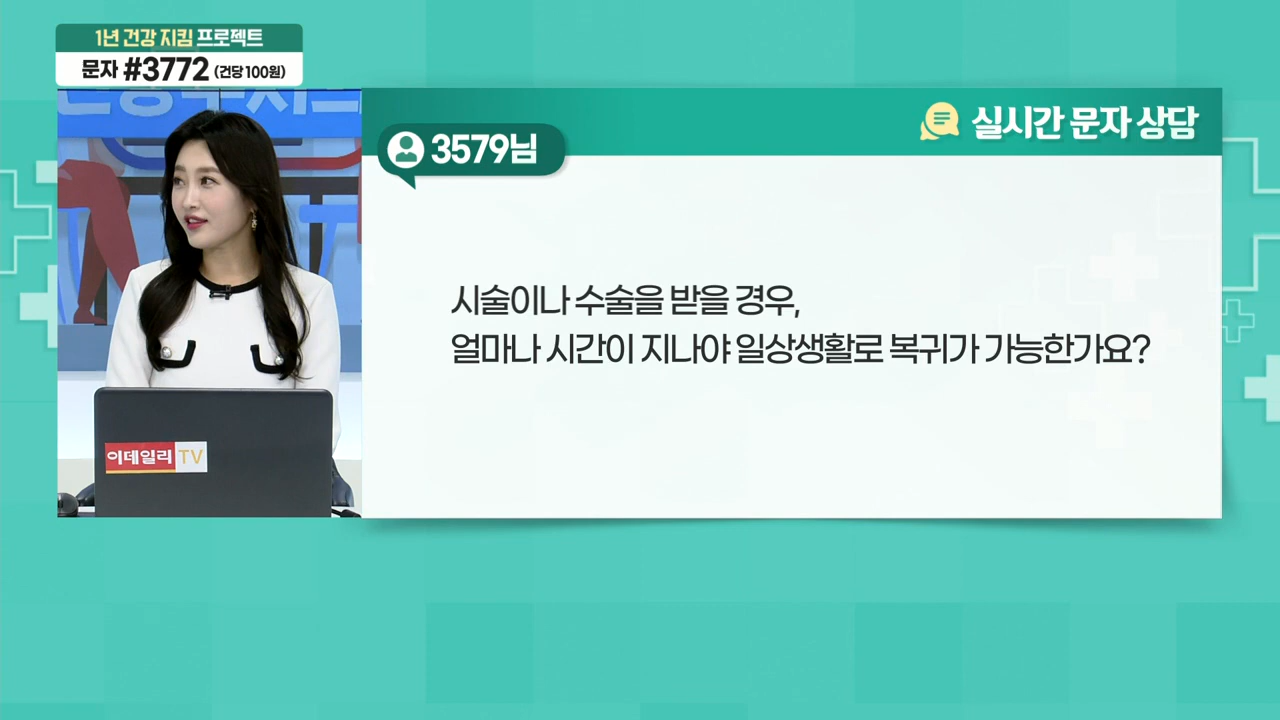 1년 건강 지킴 프로젝트
문자 #3772 (건당 100원)
실시간 문자 상담
3579님
시술이나 수술을 받을 경우,
얼마나 시간이 지나야 일상생활로 복귀가 가능한가요?
이데일리 TV